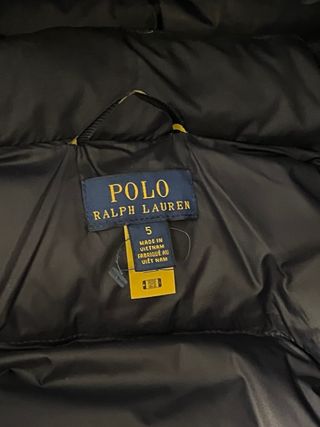 POLO
RALPH LAUREN
5
MADE IN
VIETNAM
FABRIQUÉ AU
VIÊT NAM